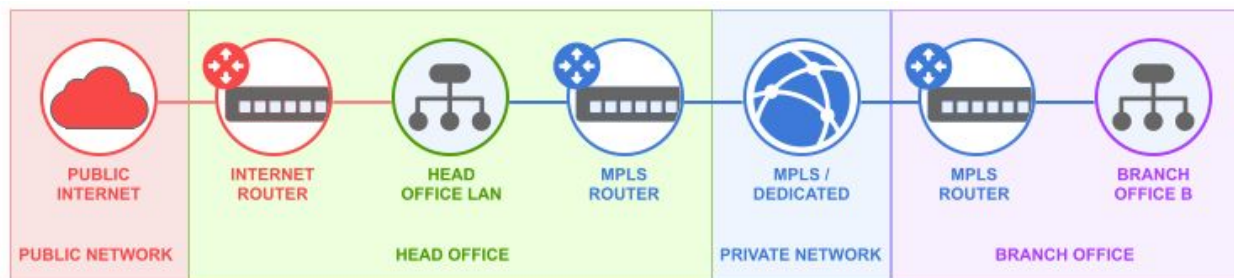 PUBLIC
INTERNET
INTERNET
ROUTER
HEAD
OFFICE LAN
MPLS
ROUTER
MPLS /
DEDICATED
MPLS
ROUTER
BRANCH
OFFICE B
PUBLIC NETWORK
HEAD OFFICE
PRIVATE NETWORK
BRANCH OFFICE